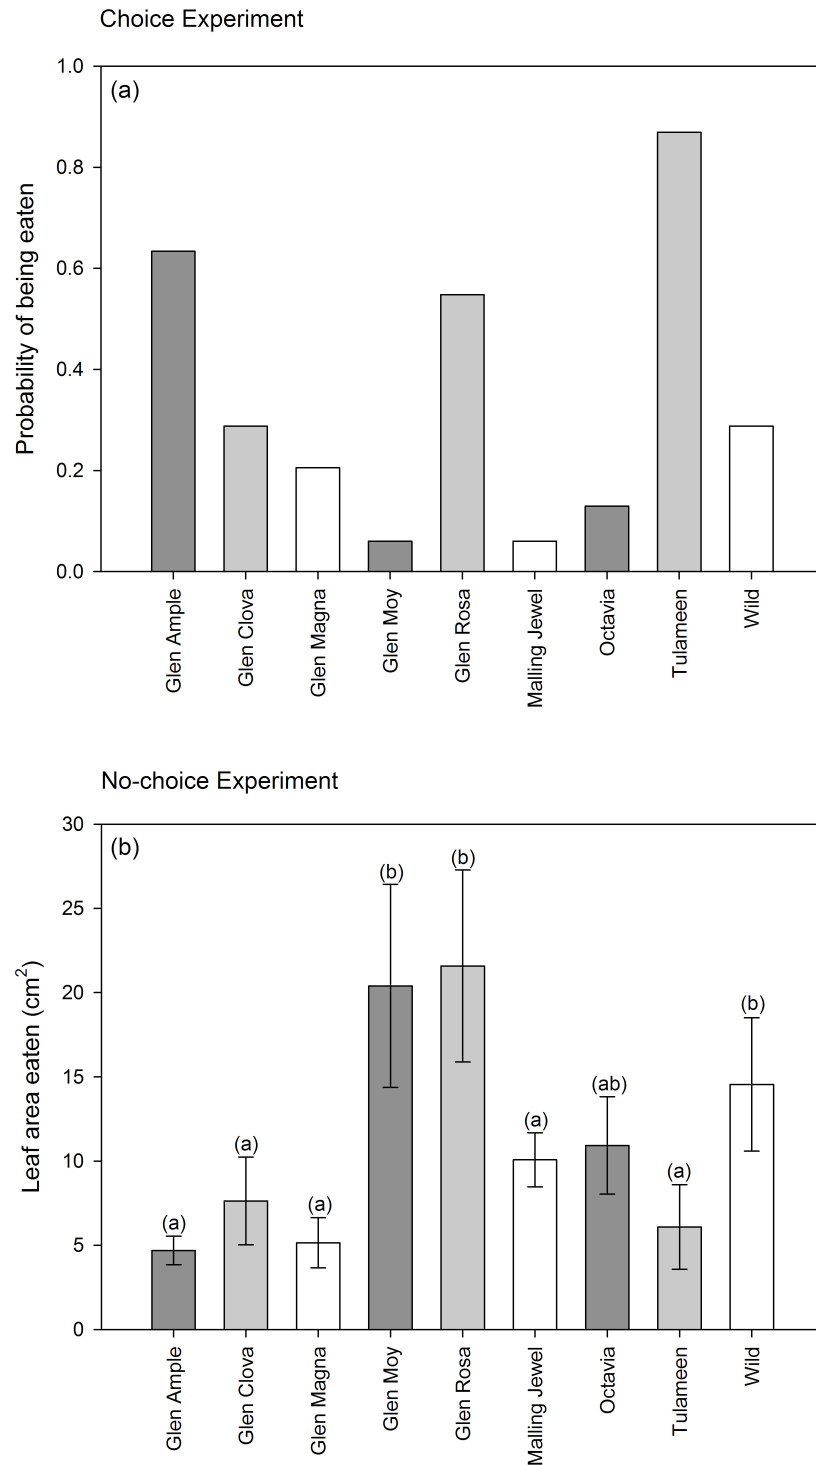 Choice Experiment
(a)
1.0
0.8
0.6
0.4
0.2
0.0
Probability of being eaten
Glen Ample
Glen Clova
Glen Magna
Glen Moy
Glen Rosa
Malling Jewel
Octavia
Tulameen
Wild
No-choice Experiment
(b)
30
25
20
15
10
5
0
Leaf area eaten (cm²)
(a)
(a)
(a)
(b)
(b)
(a)
(ab)
(a)
(b)
Glen Ample
Glen Clova
Glen Magna
Glen Moy
Glen Rosa
Malling Jewel
Octavia
Tulameen
Wild